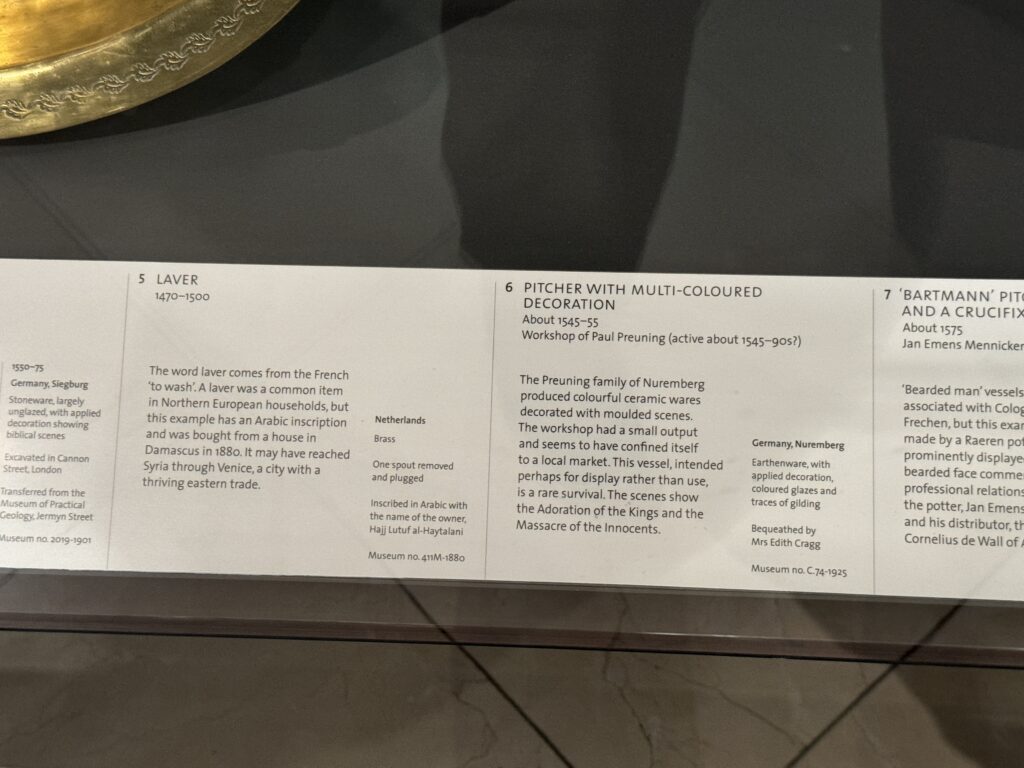 1550–75
Germany, Siegburg
Stoneware, largely
unglazed, with applied
decoration showing
biblical scenes
Excavated in Cannon
Street, London
Transferred from the
Museum of Practical
Geology, Jermyn Street
Museum no. 2019-1901
5 LAVER
1470–1500
The word laver comes from the French
'to wash'. A laver was a common item
in Northern European households, but
this example has an Arabic inscription
and was bought from a house in
Damascus in 1880. It may have reached
Syria through Venice, a city with a
thriving eastern trade.
Netherlands
Brass
One spout removed
and plugged
Inscribed in Arabic with
the name of the owner,
Hajj Lutuf al-Haytalani
Museum no. 411M-1880
6 PITCHER WITH MULTI-COLOURED
DECORATION
About 1545–55
Workshop of Paul Preuning (active about 1545–90s?)
The Preuning family of Nuremberg
produced colourful ceramic wares
decorated with moulded scenes.
The workshop had a small output
and seems to have confined itself
to a local market. This vessel, intended
perhaps for display rather than use,
is a rare survival. The scenes show
the Adoration of the Kings and the
Massacre of the Innocents.
Germany, Nuremberg
Earthenware, with
applied decoration,
coloured glazes and
traces of gilding
Bequeathed by
Mrs Edith Cragg
Museum no. C.74-1925
7 'BARTMANN'
AND A CRUCIFIX
About 1575
Jan Emens Mennicken
'Bearded man' vessels
associated with
Frechen, but this
made by a Raeren
prominently
bearded face
professional
the potter, Jan Emens
and his distributor,
Cornelius de Wall of